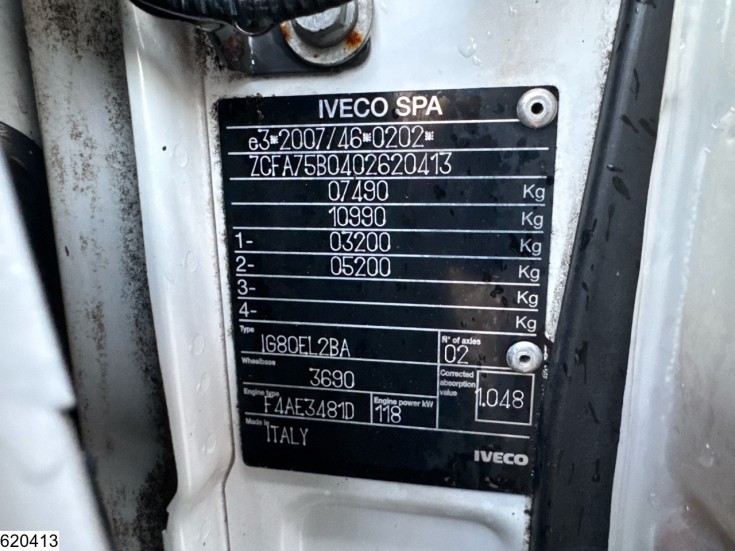 IVECO SPA
e3*2007/46*0202*
ZCFA75B0402620413
07490 Kg
10990 Kg
1- 03200 Kg
2- 05200 Kg
3- Kg
4- Kg
Type IG80EL2BA N° of axles 02
Wheelbase 3690 Corrected absorption value 1.048
Engine type F4AE3481D Engine power kW 118
Made in ITALY
IVECO
620413